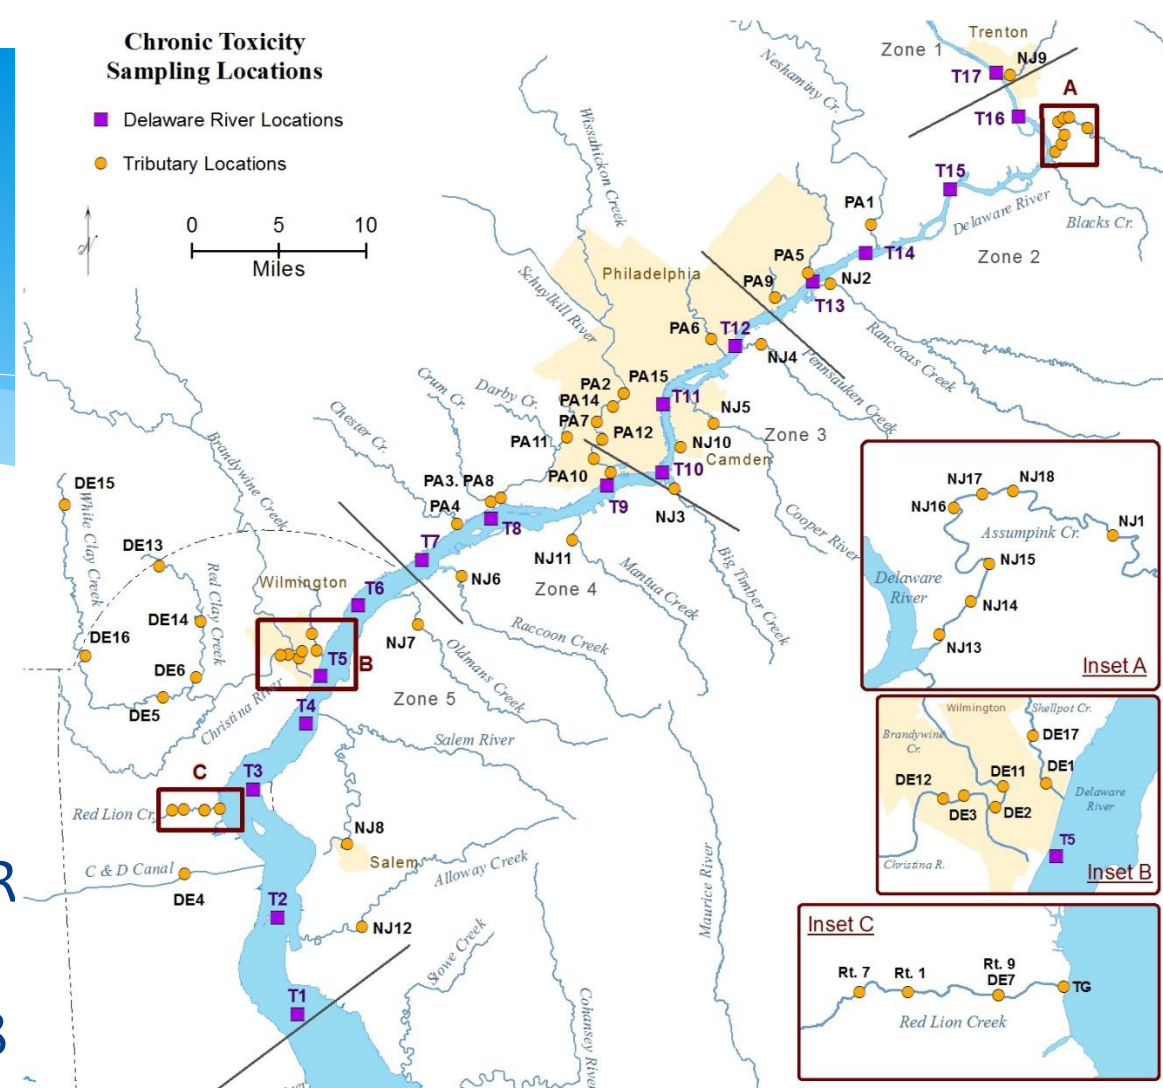 Chronic Toxicity
Sampling Locations
Delaware River Locations
Tributary Locations
0 5 10
Miles
N
Zone 1
Trenton
NJ9
T17
A
T16
Neshaminy Cr.
Wissahickon Creek
T15
PA1
Delaware River
Blacks Cr.
Zone 2
T14
PA5
NJ2
PA9
T13
Philadelphia
Schuylkill River
PA6
T12
NJ4
Rancocas Creek
Pennsauken Creek
Crum Cr.
Darby Cr.
PA2
PA15
PA14
T11
PA7
NJ5
Chester Cr.
PA11
PA12
NJ10
Zone 3
Camden
PA10
T10
Brandywine Creek
PA3. PA8
T9
NJ3
PA4
T8
Cooper River
DE15
White Clay Creek
DE13
T7
NJ11
Big Timber Creek
Red Clay Creek
Wilmington
T6
NJ6
Zone 4
Mantua Creek
DE14
DE16
NJ7
Raccoon Creek
DE6
T5
B
Oldmans Creek
DE5
Christina River
Zone 5
T4
Salem River
C
T3
Red Lion Cr.
NJ8
Salem
C & D Canal
Alloway Creek
DE4
T2
NJ12
Stowe Creek
Maurice River
T1
Cohansey River
R
3
NJ17
NJ18
NJ16
NJ1
Assumpink Cr.
NJ15
Delaware
River
NJ14
NJ13
Inset A
Wilmington
Shellpot Cr.
Brandywine
Cr.
DE17
DE12
DE11
DE1
Delaware
River
DE3
DE2
T5
Christina R.
Inset B
Inset C
Rt. 7
Rt. 1
Rt. 9
DE7
TG
Red Lion Creek